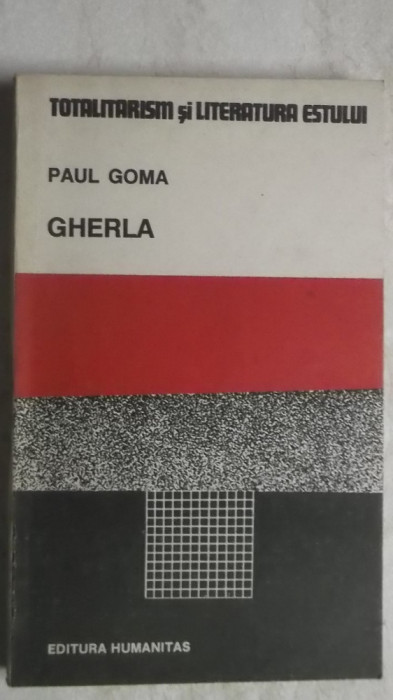 TOTALITARISM și LITERATURA ESTULUI
PAUL GOMA
GHERLA
EDITURA HUMANITAS